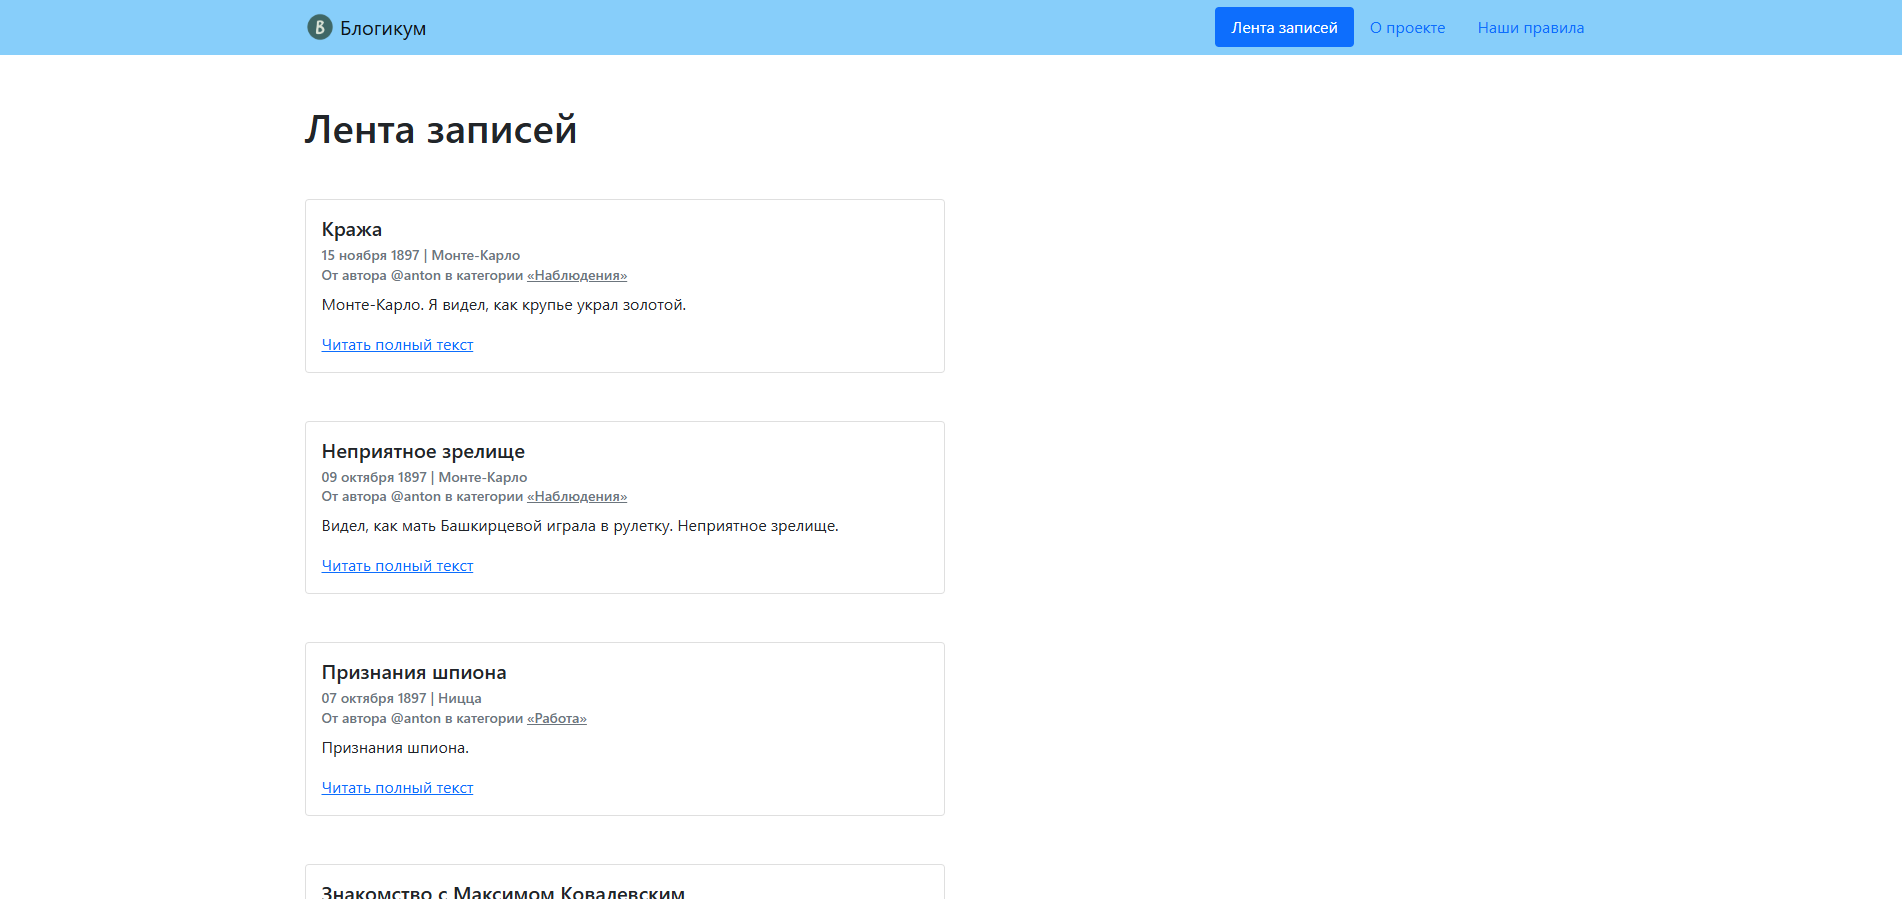 B Блогикум
Лента записей О проекте Наши правила
Лента записей
Кража
15 ноября 1897 | Монте-Карло
От автора @anton в категории «Наблюдения»
Монте-Карло. Я видел, как крупье украл золотой.
Читать полный текст
Неприятное зрелище
09 октября 1897 | Монте-Карло
От автора @anton в категории «Наблюдения»
Видел, как мать Башкирцевой играла в рулетку. Неприятное зрелище.
Читать полный текст
Признания шпиона
07 октября 1897 | Ницца
От автора @anton в категории «Работа»
Признания шпиона.
Читать полный текст
Знакомство с Максимом Ковалевским